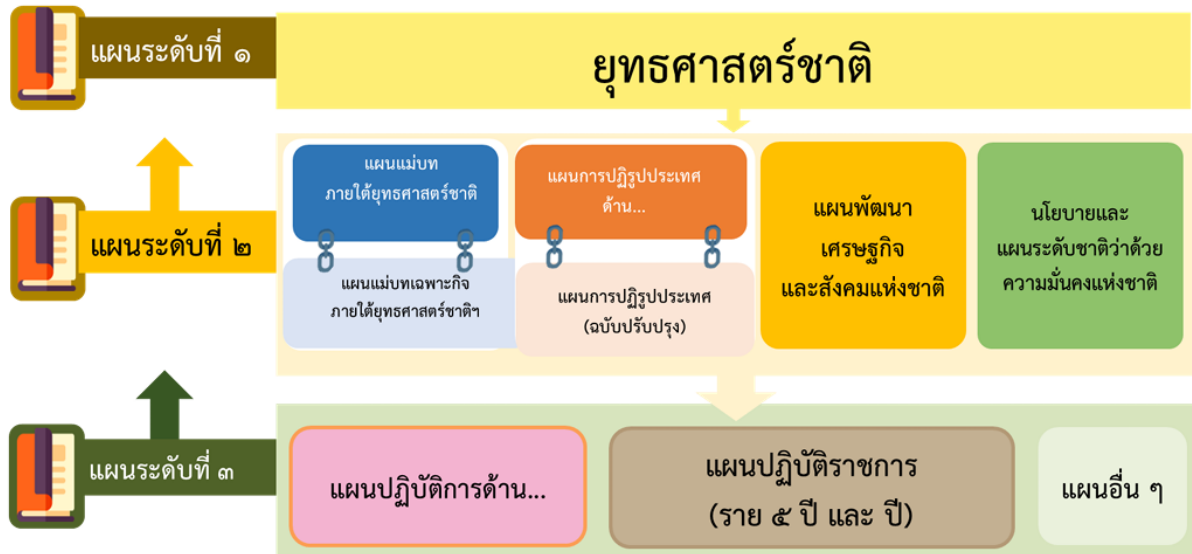 แผนระดับที่ ๑
ยุทธศาสตร์ชาติ
แผนระดับที่ ๒
แผนแม่บท
ภายใต้ยุทธศาสตร์ชาติ
แผนแม่บทเฉพาะกิจ
ภายใต้ยุทธศาสตร์ชาติฯ
แผนการปฏิรูปประเทศ
ด้าน...
แผนการปฏิรูปประเทศ
(ฉบับปรับปรุง)
แผนพัฒนา
เศรษฐกิจ
และสังคมแห่งชาติ
นโยบายและ
แผนระดับชาติว่าด้วย
ความมั่นคงแห่งชาติ
แผนระดับที่ ๓
แผนปฏิบัติการด้าน...
แผนปฏิบัติราชการ
(ราย ๕ ปี และ ปี)
แผนอื่น ๆ